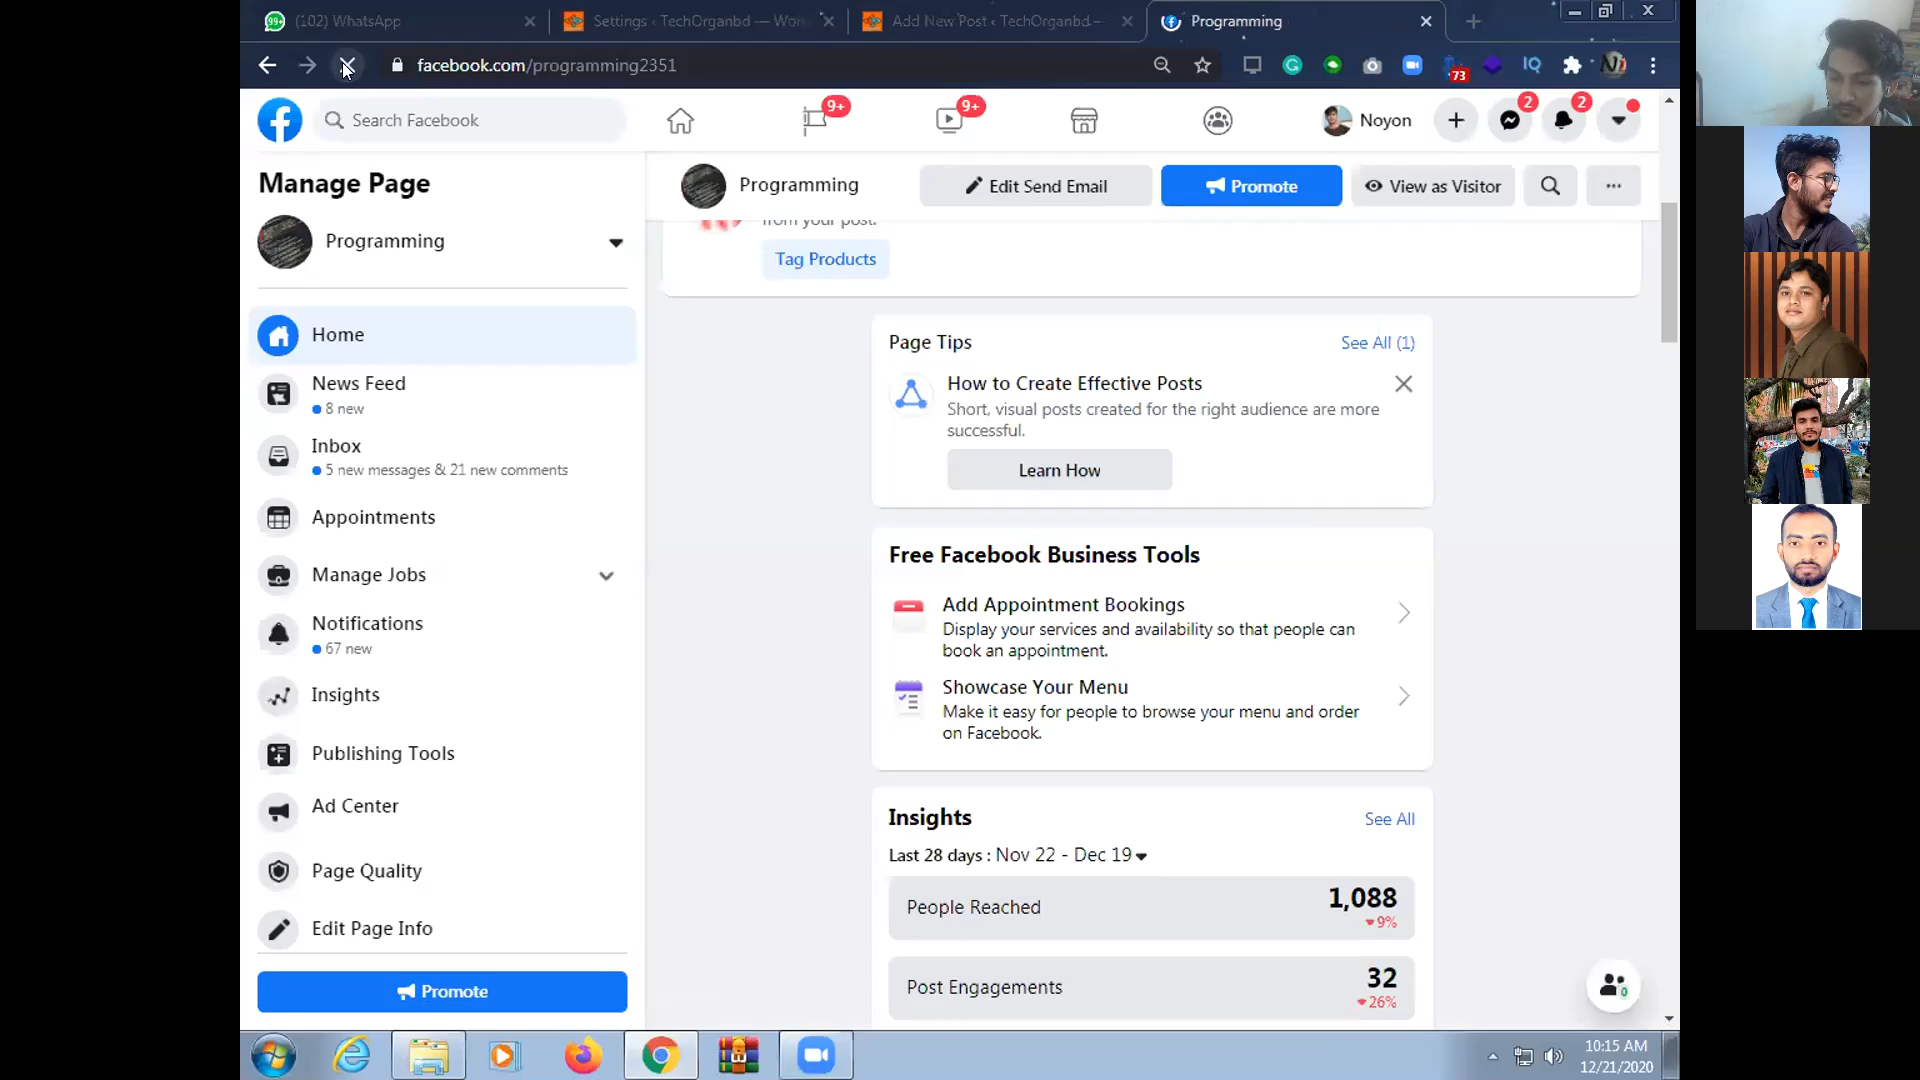 99+
(102) WhatsApp
Settings ‹ TechOrganbd — Wor
Add New Post ‹ TechOrganbd –
Programming
facebook.com/programming2351
73
IQ
Search Facebook
9+
9+
Noyon
2
2
Manage Page
Programming
Home
News Feed
8 new
Inbox
5 new messages & 21 new comments
Appointments
Manage Jobs
Notifications
67 new
Insights
Publishing Tools
Ad Center
Page Quality
Edit Page Info
Promote
Programming
Edit Send Email
Promote
View as Visitor
from your post.
Tag Products
Page Tips
See All (1)
How to Create Effective Posts
Short, visual posts created for the right audience are more
successful.
Learn How
Free Facebook Business Tools
Add Appointment Bookings
Display your services and availability so that people can
book an appointment.
Showcase Your Menu
Make it easy for people to browse your menu and order
on Facebook.
Insights
See All
Last 28 days : Nov 22 - Dec 19
People Reached
1,088
9%
Post Engagements
32
26%
0
10:15 AM
12/21/2020